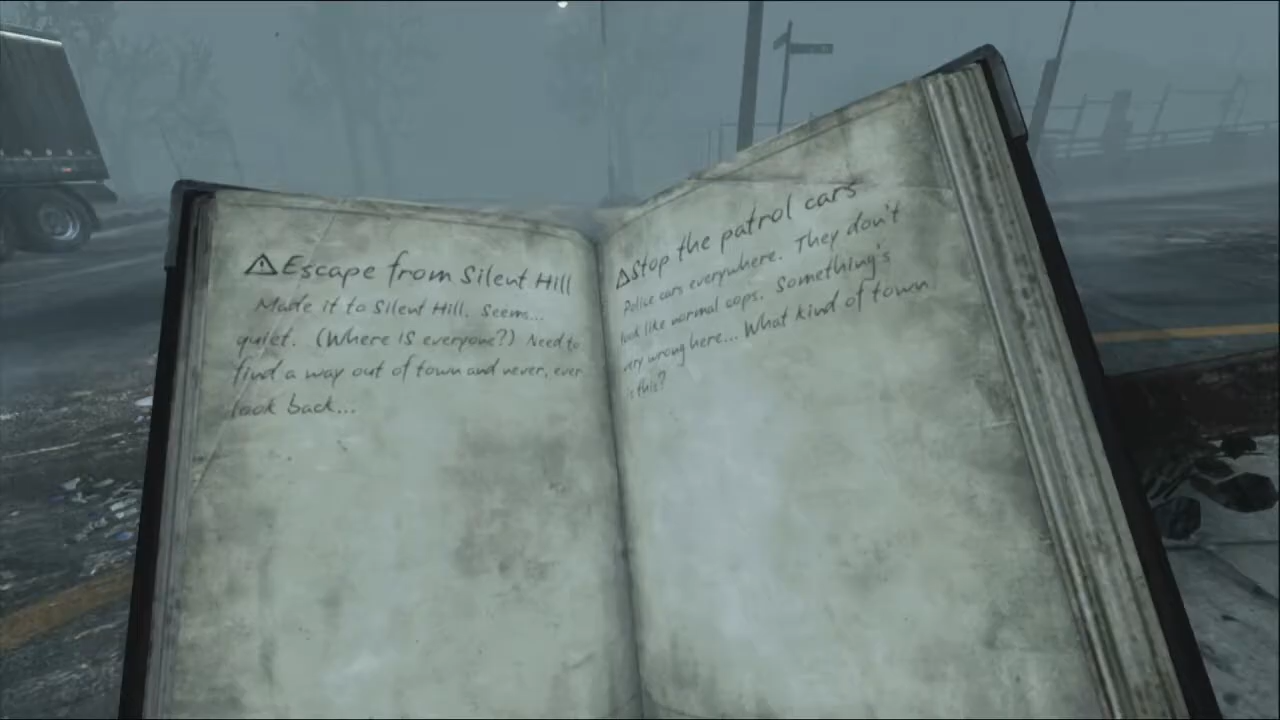 Escape from Silent Hill
Made it to Silent Hill. Seems...
quiet. (Where is everyone?) Need to
find a way out of town and never, ever
look back...
Stop the patrol cars
Police cars everywhere. They don't
look like normal cops. Something's
very wrong here... What kind of town
is this?